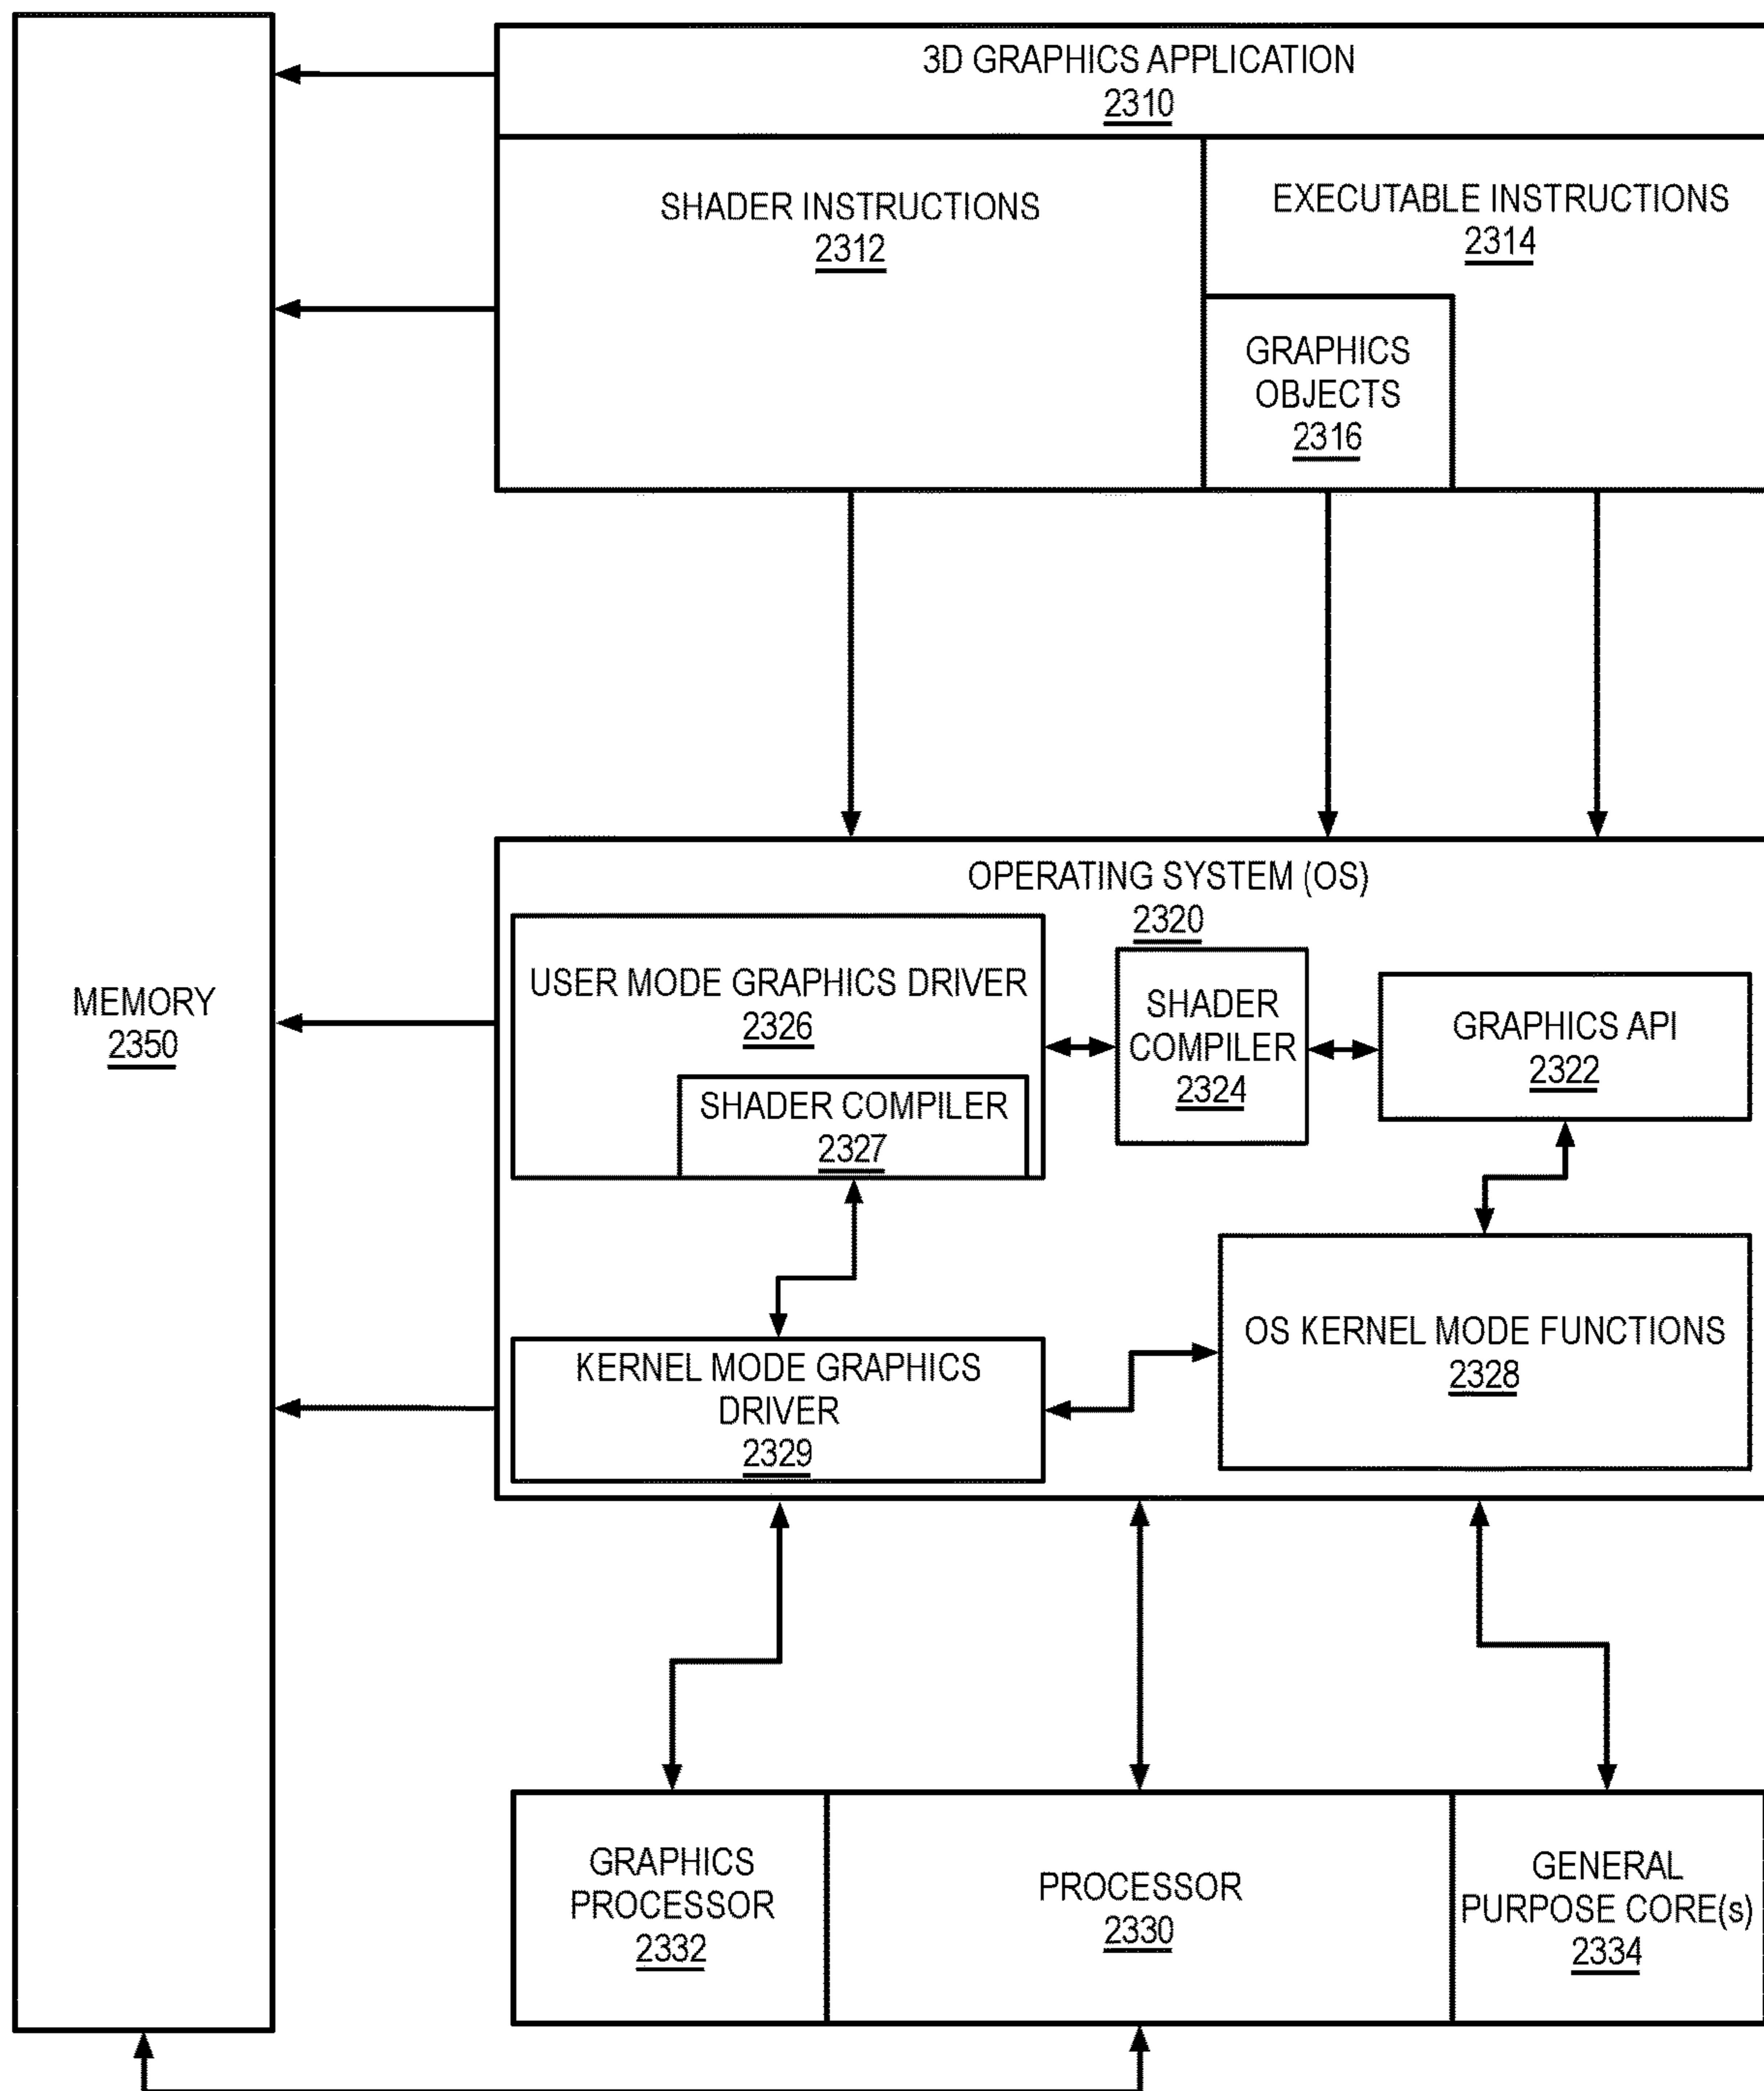 3D GRAPHICS APPLICATION
2310
SHADER INSTRUCTIONS
2312
EXECUTABLE INSTRUCTIONS
2314
GRAPHICS
OBJECTS
2316
MEMORY
2350
OPERATING SYSTEM (OS)
2320
USER MODE GRAPHICS DRIVER
2326
SHADER COMPILER
2327
SHADER
COMPILER
2324
GRAPHICS API
2322
KERNEL MODE GRAPHICS
DRIVER
2329
OS KERNEL MODE FUNCTIONS
2328
GRAPHICS
PROCESSOR
2332
PROCESSOR
2330
GENERAL
PURPOSE CORE(s)
2334